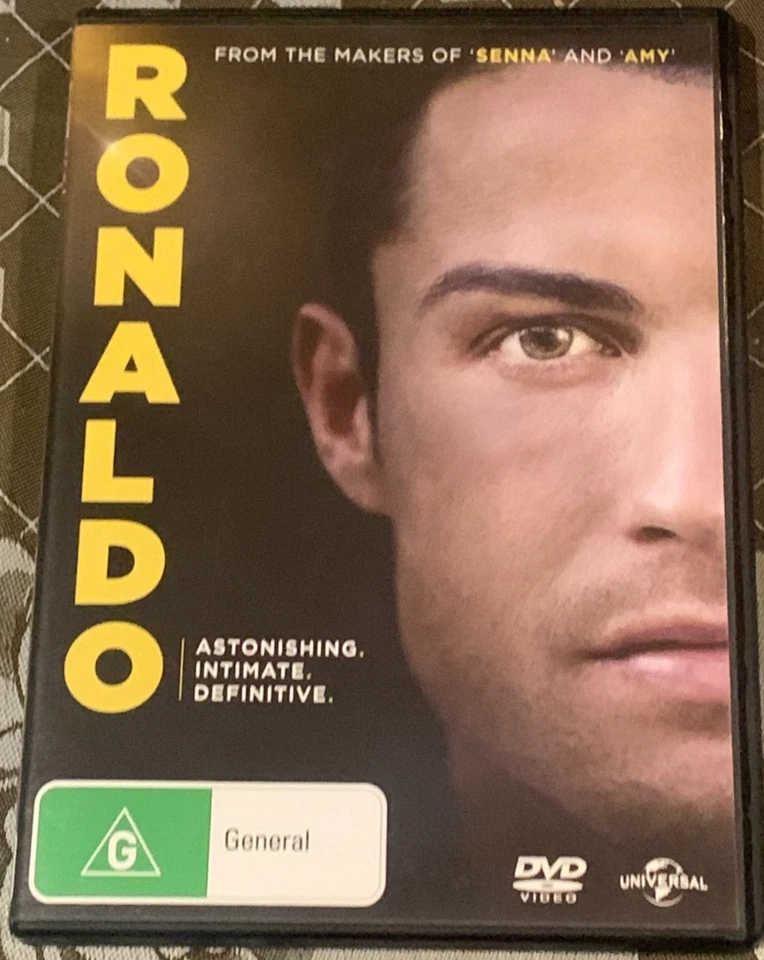 FROM THE MAKERS OF 'SENNA' AND 'AMY'
RONALDO
ASTONISHING.
INTIMATE.
DEFINITIVE.
G
General
DVD
VIDEO
UNIVERSAL